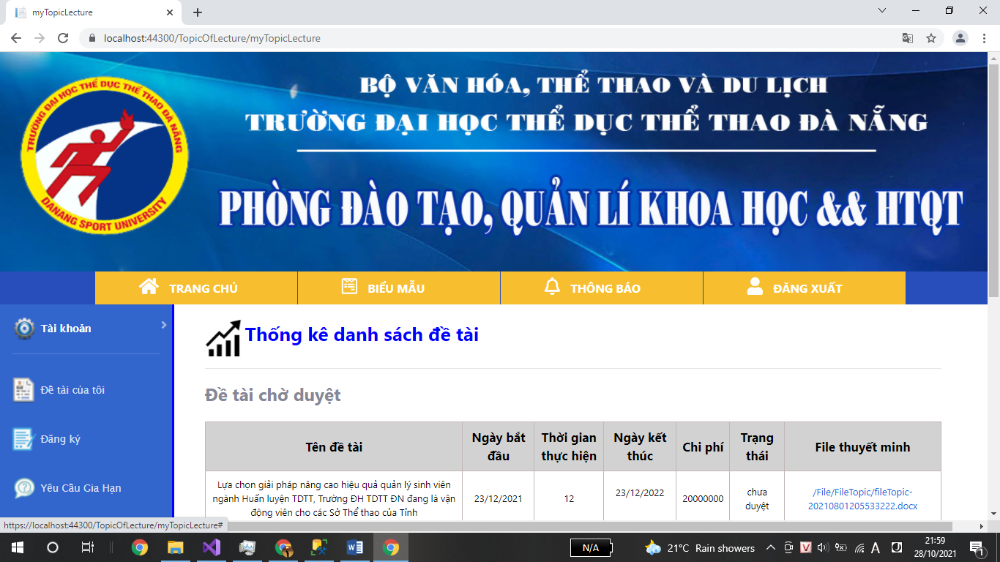 myTopicLecture
localhost:44300/TopicOfLecture/myTopicLecture
TRƯỜNG ĐẠI HỌC THỂ DỤC THỂ THAO ĐÀ NẴNG
DANANG SPORT UNIVERSITY
BỘ VĂN HÓA, THỂ THAO VÀ DU LỊCH
TRƯỜNG ĐẠI HỌC THỂ DỤC THỂ THAO ĐÀ NẴNG
PHÒNG ĐÀO TẠO, QUẢN LÍ KHOA HỌC && HTQT
TRANG CHỦ
BIỂU MẪU
THÔNG BÁO
ĐĂNG XUẤT
Tài khoản
Đề tài của tôi
Đăng ký
Yêu Cầu Gia Hạn
Thống kê danh sách đề tài
Đề tài chờ duyệt
Tên đề tài
Ngày bắt
đầu
Thời gian
thực hiện
Ngày kết
thúc
Chi phí
Trạng
thái
File thuyết minh
Lựa chọn giải pháp nâng cao hiệu quả quản lý sinh viên
ngành Huấn luyện TDTT, Trường ĐH TDTT ĐN đang là vận
động viên cho các Sở Thể thao của Tỉnh
23/12/2021
12
23/12/2022
20000000
chưa
duyệt
/File/FileTopic/fileTopic-
20210801205533222.docx
https://localhost:44300/TopicOfLecture/myTopicLecture#
N/A
21°C Rain showers
V
A
21:59
28/10/2021
1